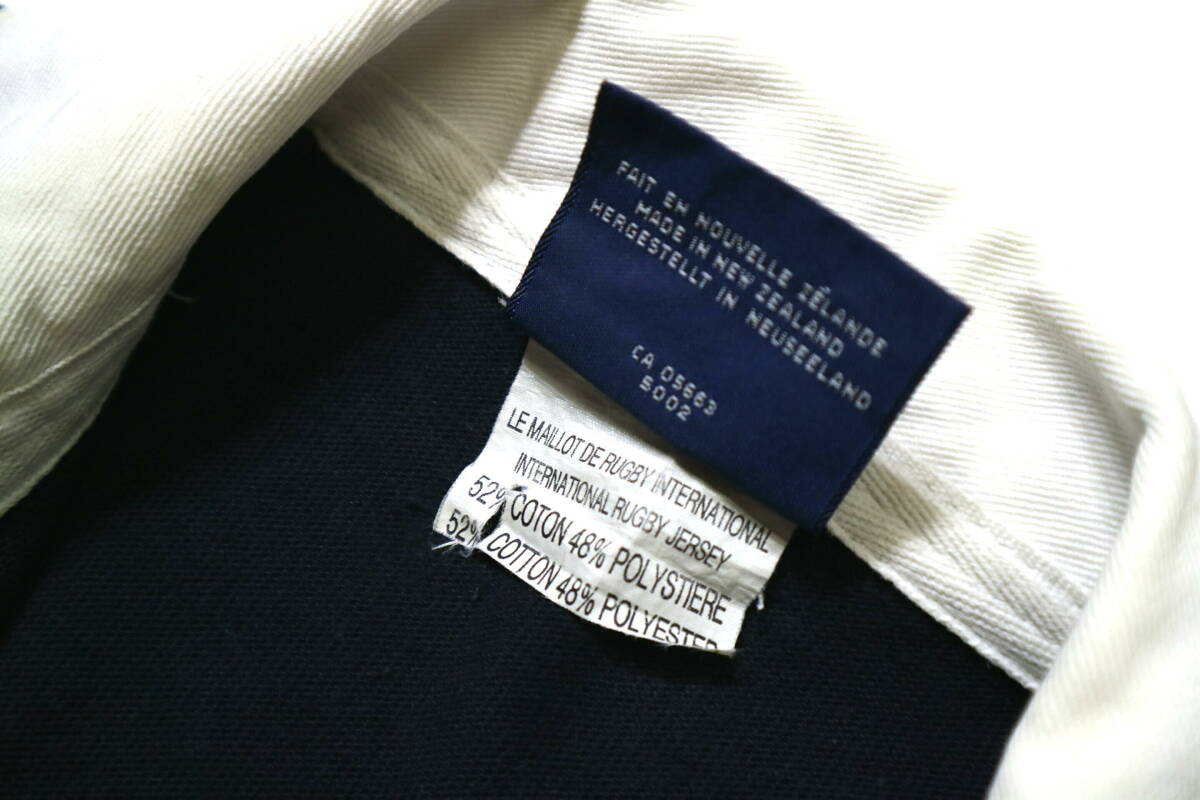 FAIT EN NOUVELLE ZÉLANDE
MADE IN NEW ZEALAND
HERGESTELLT IN NEUSEELAND
CA 05663
5002
LE MAILLOT DE RUGBY INTERNATIONAL
INTERNATIONAL RUGBY JERSEY
52% COTON 48% POLYSTIERE
52% COTTON 48% POLYESTER